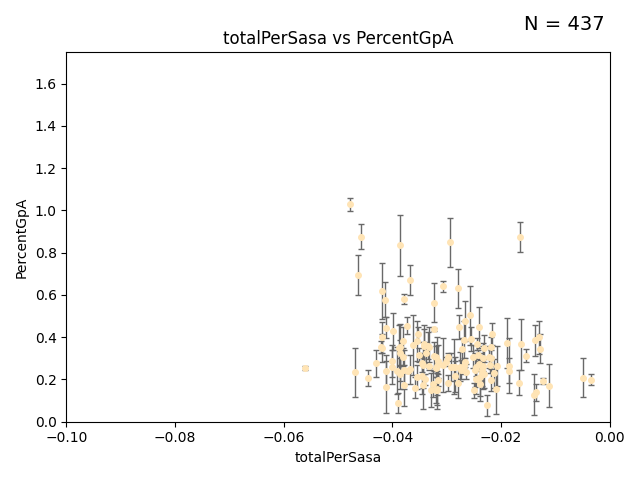 N = 437
totalPerSasa vs PercentGpA
PercentGpA
1.6
1.4
1.2
1.0
0.8
0.6
0.4
0.2
0.0
−0.10 −0.08 −0.06 −0.04 −0.02 0.00
totalPerSasa